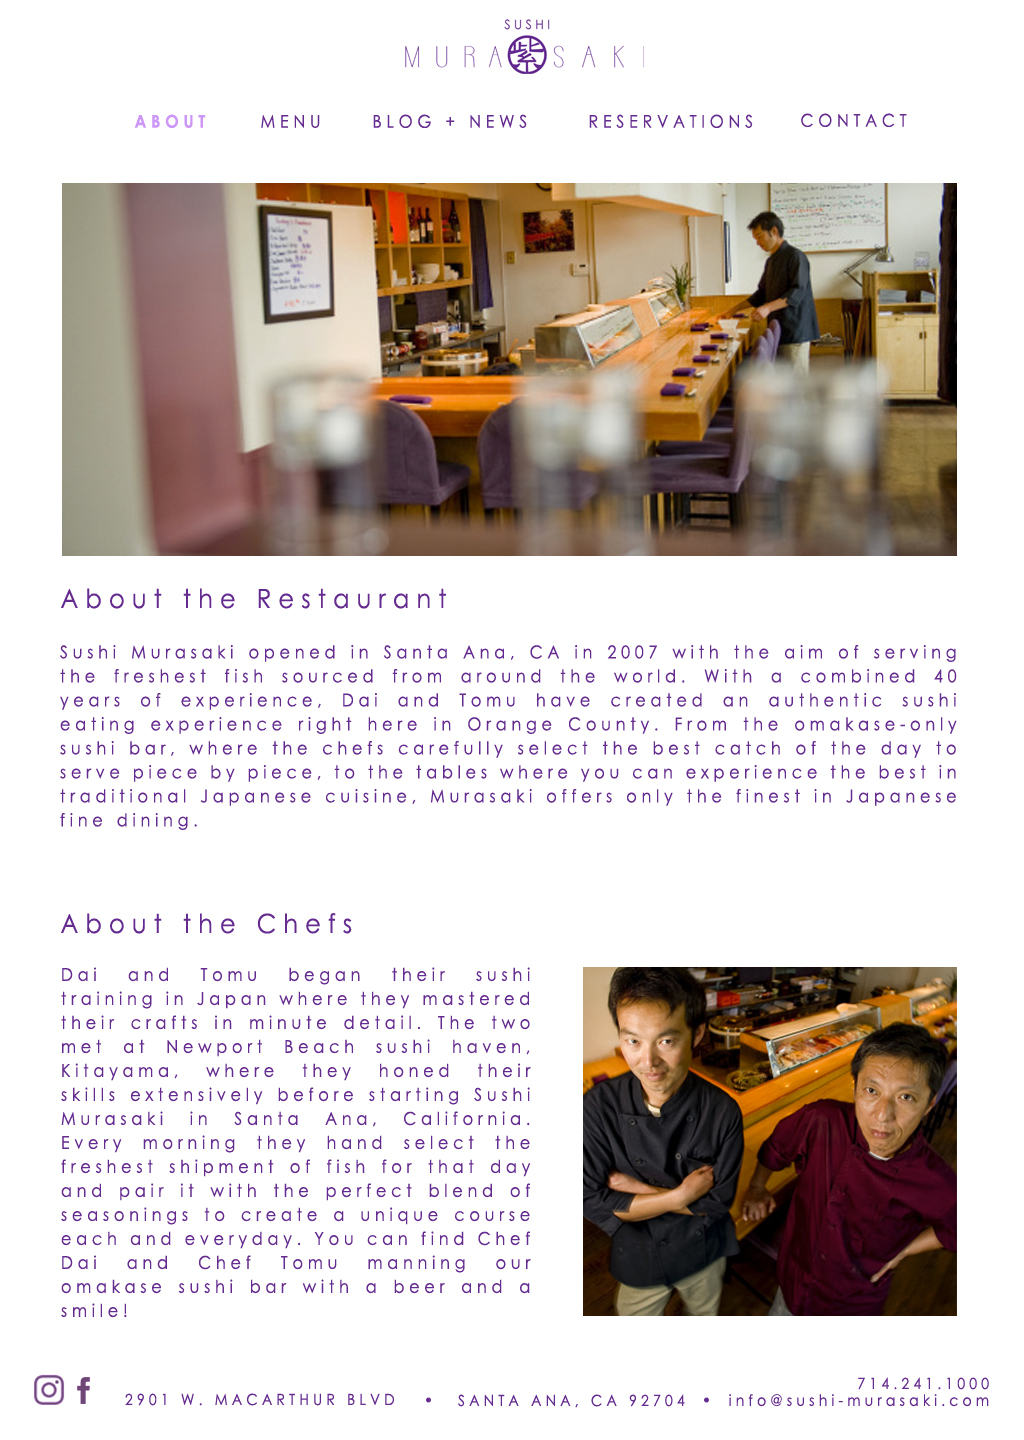 SUSHI
MURA紫SAKI
ABOUT MENU BLOG + NEWS RESERVATIONS CONTACT
About the Restaurant
Sushi Murasaki opened in Santa Ana, CA in 2007 with the aim of serving
the freshest fish sourced from around the world. With a combined 40
years of experience, Dai and Tomu have created an authentic sushi
eating experience right here in Orange County. From the omakase-only
sushi bar, where the chefs carefully select the best catch of the day to
serve piece by piece, to the tables where you can experience the best in
traditional Japanese cuisine, Murasaki offers only the finest in Japanese
fine dining.
About the Chefs
Dai and Tomu began their sushi
training in Japan where they mastered
their crafts in minute detail. The two
met at Newport Beach sushi haven,
Kitayama, where they honed their
skills extensively before starting Sushi
Murasaki in Santa Ana, California.
Every morning they hand select the
freshest shipment of fish for that day
and pair it with the perfect blend of
seasonings to create a unique course
each and everyday. You can find Chef
Dai and Chef Tomu manning our
omakase sushi bar with a beer and a
smile!
714.241.1000
2901 W. MACARTHUR BLVD • SANTA ANA, CA 92704 • info@sushi-murasaki.com